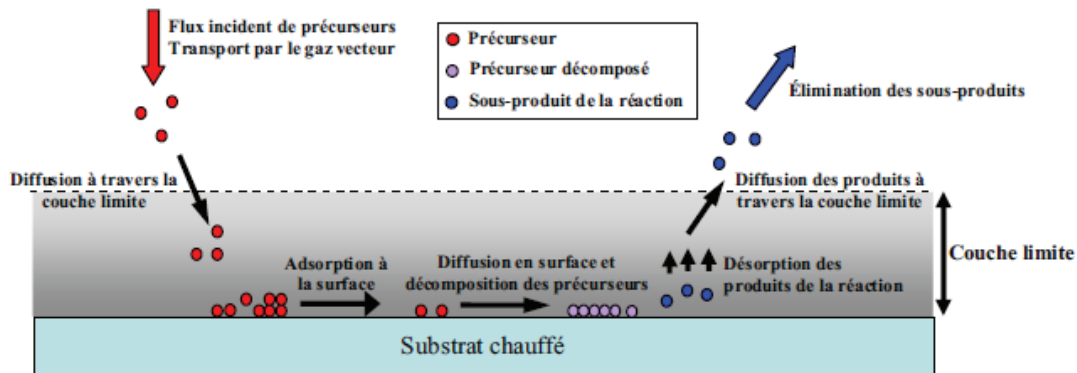 Flux incident de précurseurs
Transport par le gaz vecteur
Précurseur
Précurseur décomposé
Sous-produit de la réaction
Élimination des sous-produits
Diffusion à travers la
couche limite
Diffusion des produits à
travers la couche limite
Couche limite
Adsorption à
la surface
Diffusion en surface et
décomposition des précurseurs
Désorption des
produits de la réaction
Substrat chauffé